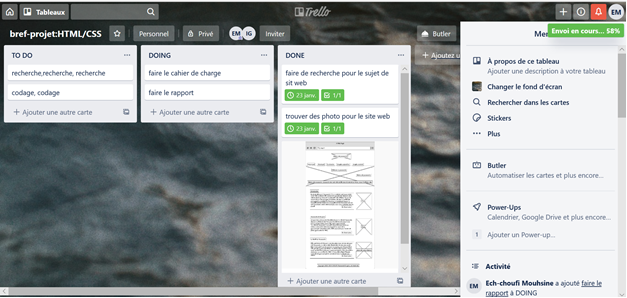 Tableaux
Trello
EM
bref-projet:HTML/CSS
Personnel
Privé
EM IG
Inviter
Butler
Envoi en cours... 58%
TO DO
recherche,recherche, recherche
codage, codage
+ Ajouter une autre carte
DOING
faire le cahier de charge
faire le rapport
+ Ajouter une autre carte
DONE
faire de recherche pour le sujet de
sit web
23 janv.
1/1
trouver des photo pour le site web
23 janv.
1/1
+ Ajouter une autre carte
+ Ajoutez u
Me
À propos de ce tableau
Ajouter une description à votre tableau
Changer le fond d'écran
Rechercher dans les cartes
Stickers
Plus
Butler
Automatiser les cartes et plus encore...
Power-Ups
Calendrier, Google Drive et plus encore...
1 Ajouter un Power-up...
Activité
EM
Ech-choufi Mouhsine a ajouté faire le
rapport à DOING